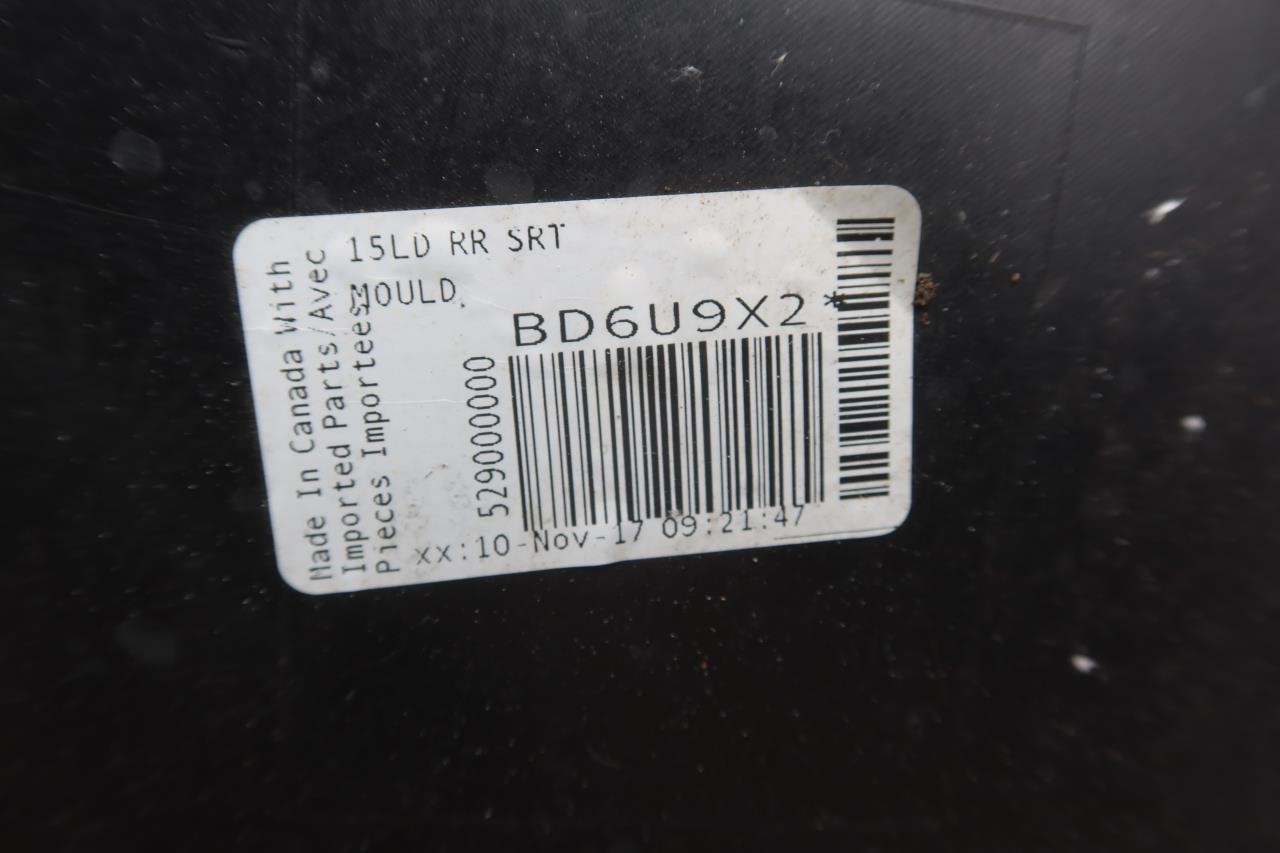 15LD RR SRT
MOULD.
BD6U9X2*
529000000
xx:10-Nov-17 09:21:47
Made In Canada With
Imported Parts/Avec
Pieces Importees